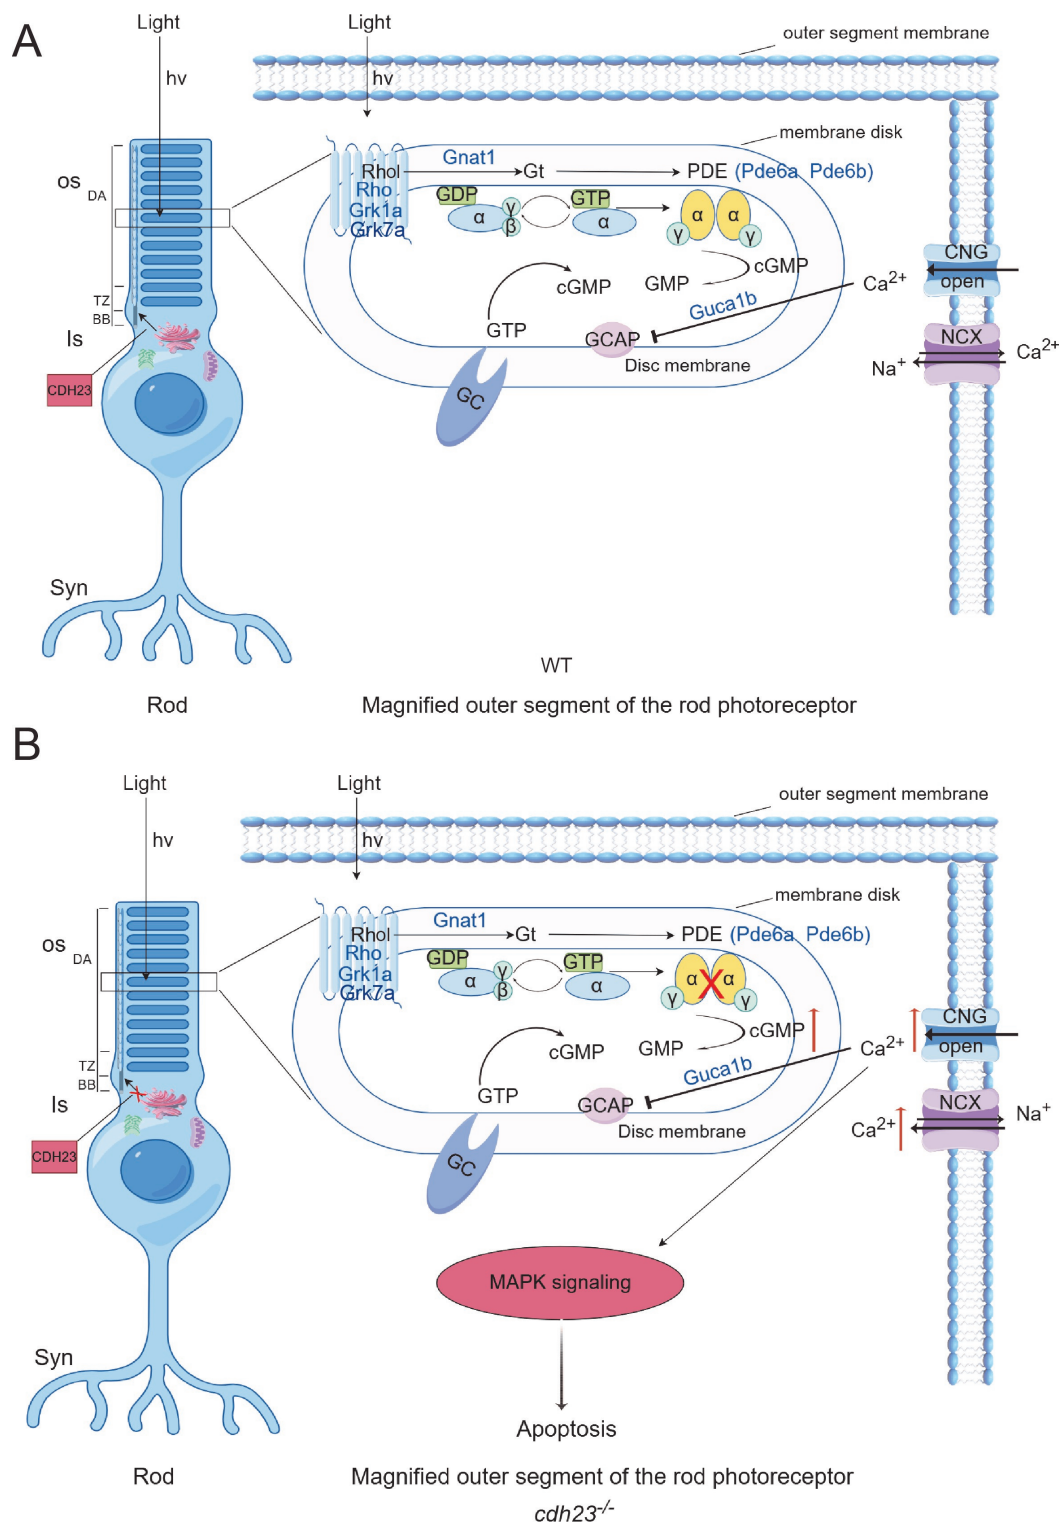 A
Light
Light
outer segment membrane
hv
hv
membrane disk
os
DA
Rhol
Gnat1
Gt
PDE
(Pde6a Pde6b)
Rho
Grk1a
Grk7a
GDP
α
γ
β
GTP
α
α
α
γ
γ
cGMP
GMP
cGMP
Ca2+
CNG
open
TZ
BB
Is
GTP
Guca1b
GCAP
Disc membrane
NCX
Ca2+
Na+
CDH23
GC
Syn
WT
Rod
Magnified outer segment of the rod photoreceptor
B
Light
Light
outer segment membrane
hv
hv
membrane disk
os
DA
Rhol
Gnat1
Gt
PDE
(Pde6a Pde6b)
Rho
Grk1a
Grk7a
GDP
α
γ
β
GTP
α
α
α
γ
γ
cGMP
GMP
cGMP
Ca2+
CNG
open
TZ
BB
Is
GTP
Guca1b
GCAP
Disc membrane
NCX
Ca2+
Na+
CDH23
GC
MAPK signaling
Syn
Apoptosis
Rod
Magnified outer segment of the rod photoreceptor
cdh23-/-